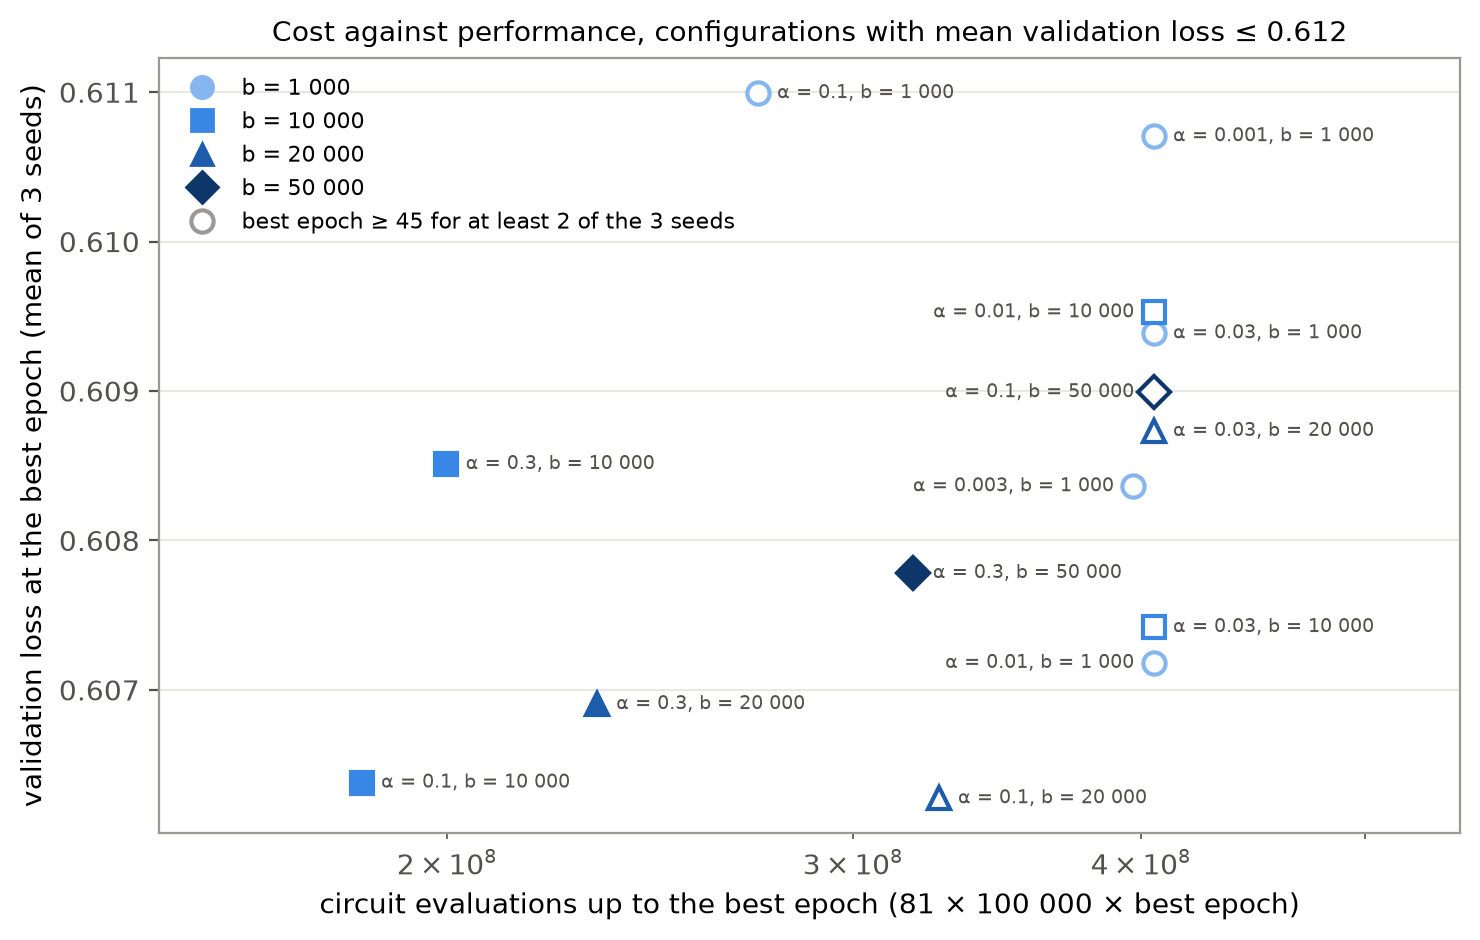 Cost against performance, configurations with mean validation loss ≤ 0.612
validation loss at the best epoch (mean of 3 seeds)
0.611
0.610
0.609
0.608
0.607
b = 1 000
b = 10 000
b = 20 000
b = 50 000
best epoch ≥ 45 for at least 2 of the 3 seeds
α = 0.1, b = 1 000
α = 0.001, b = 1 000
α = 0.01, b = 10 000
α = 0.03, b = 1 000
α = 0.1, b = 50 000
α = 0.03, b = 20 000
α = 0.3, b = 10 000
α = 0.003, b = 1 000
α = 0.3, b = 50 000
α = 0.03, b = 10 000
α = 0.01, b = 1 000
α = 0.3, b = 20 000
α = 0.1, b = 10 000
α = 0.1, b = 20 000
2 × 10⁸
3 × 10⁸
4 × 10⁸
circuit evaluations up to the best epoch (81 × 100 000 × best epoch)